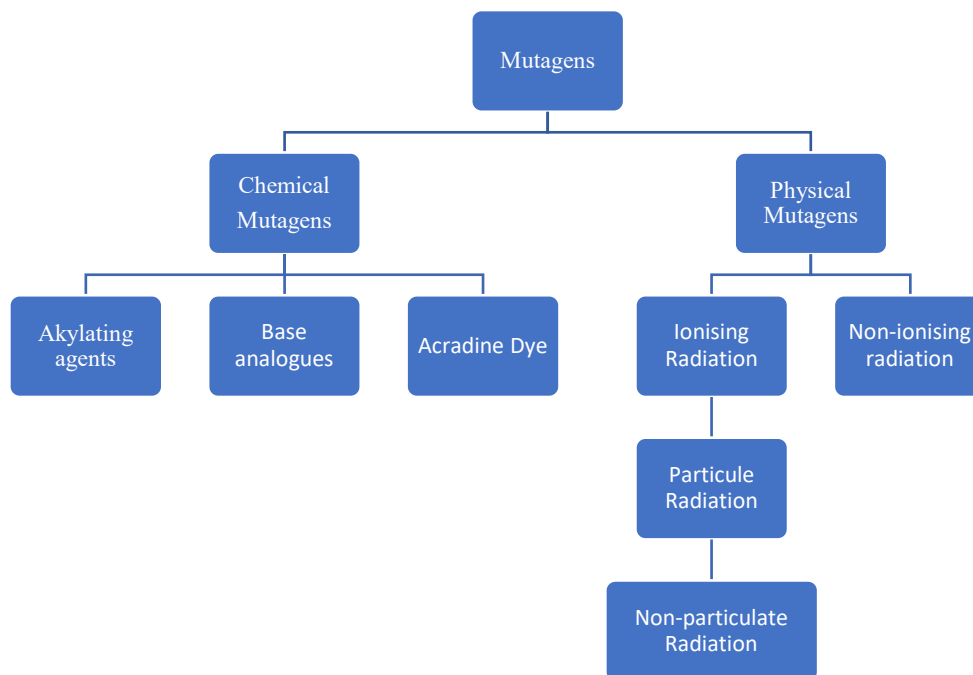 Mutagens
Chemical
Mutagens
Physical
Mutagens
Akylating
agents
Base
analogues
Acradine Dye
Ionising
Radiation
Non-ionising
radiation
Particule
Radiation
Non-particulate
Radiation